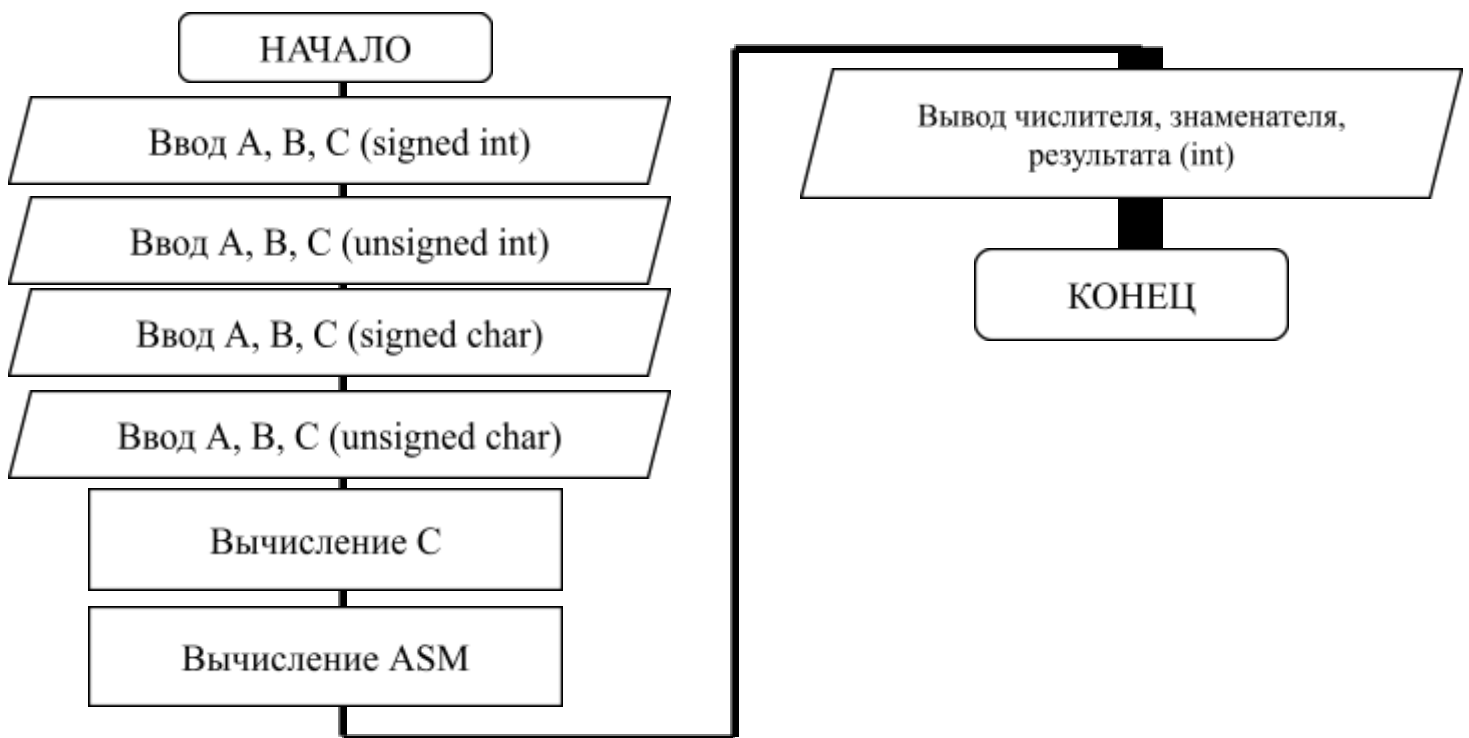 НАЧАЛО
Ввод A, B, C (signed int)
Ввод A, B, C (unsigned int)
Ввод A, B, C (signed char)
Ввод A, B, C (unsigned char)
Вычисление C
Вычисление ASM
Вывод числителя, знаменателя,
результата (int)
КОНЕЦ